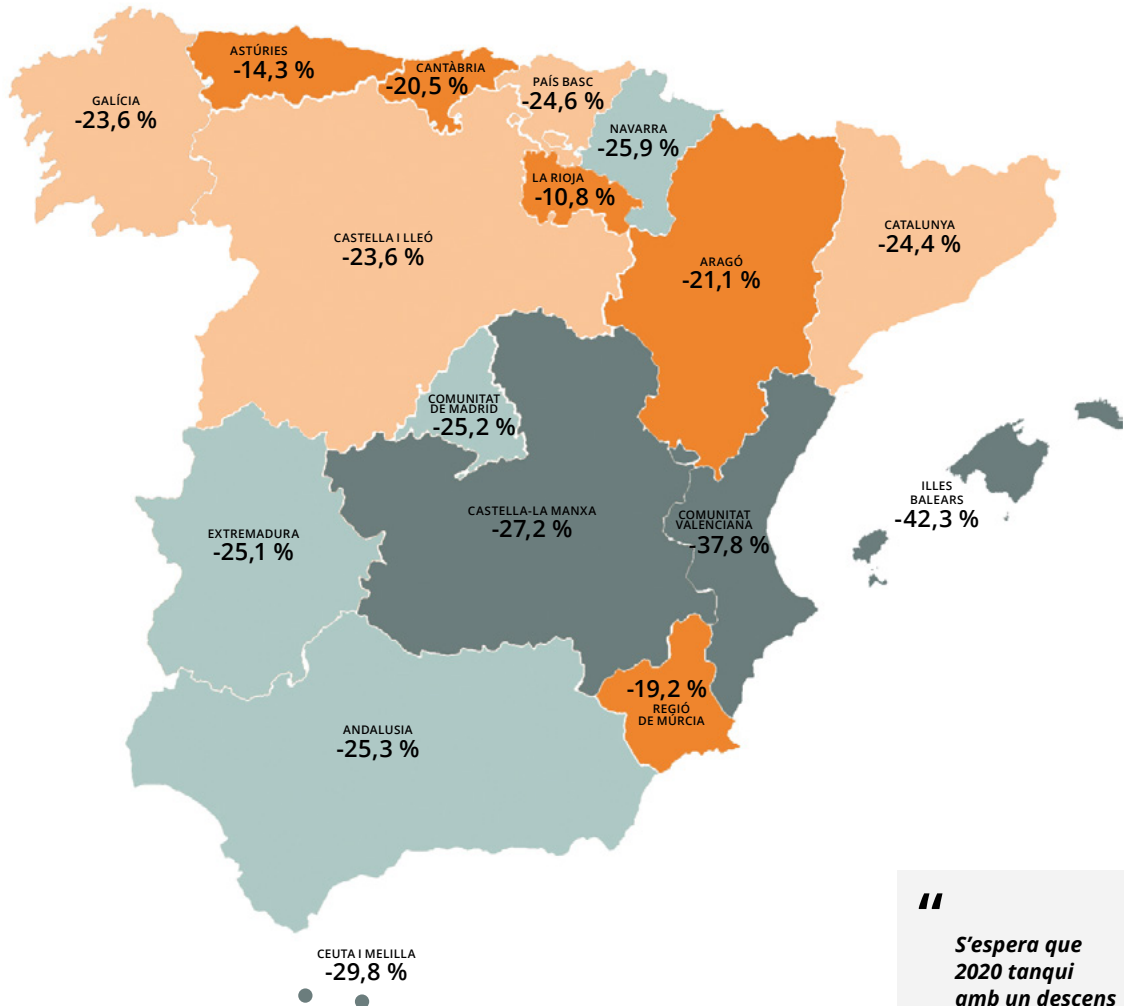 ASTÚRIES
-14,3 %
CANTÀBRIA
-20,5 %
PAÍS BASC
-24,6 %
GALÍCIA
-23,6 %
NAVARRA
-25,9 %
LA RIOJA
-10,8 %
CASTELLA I LLEÓ
-23,6 %
ARAGÓ
-21,1 %
CATALUNYA
-24,4 %
COMUNITAT
DE MADRID
-25,2 %
ILLES
BALEARS
-42,3 %
CASTELLA-LA MANXA
-27,2 %
COMUNITAT
VALENCIANA
-37,8 %
EXTREMADURA
-25,1 %
-19,2 %
REGIÓ
DE MÚRCIA
ANDALUSIA
-25,3 %
CEUTA I MELILLA
-29,8 %
“
S’espera que
2020 tanqui
amb un descens